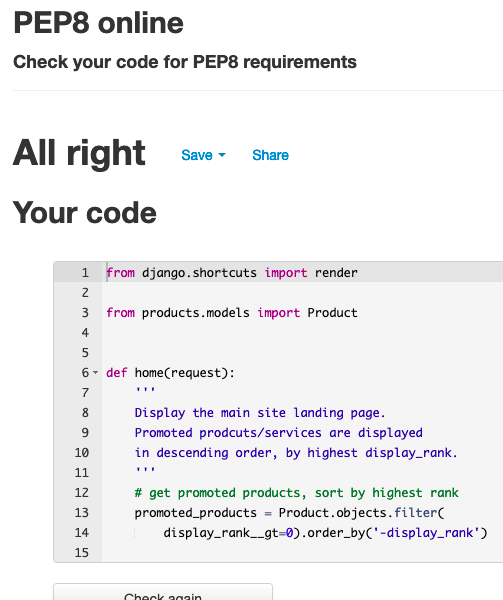 PEP8 online
Check your code for PEP8 requirements
All right Save Share
Your code
1 from django.shortcuts import render
2
3 from products.models import Product
4
5
6 def home(request):
7 '''
8 Display the main site landing page.
9 Promoted prodcuts/services are displayed
10 in descending order, by highest display_rank.
11 '''
12 # get promoted products, sort by highest rank
13 promoted_products = Product.objects.filter(
14 display_rank__gt=0).order_by('-display_rank')
15
Check again